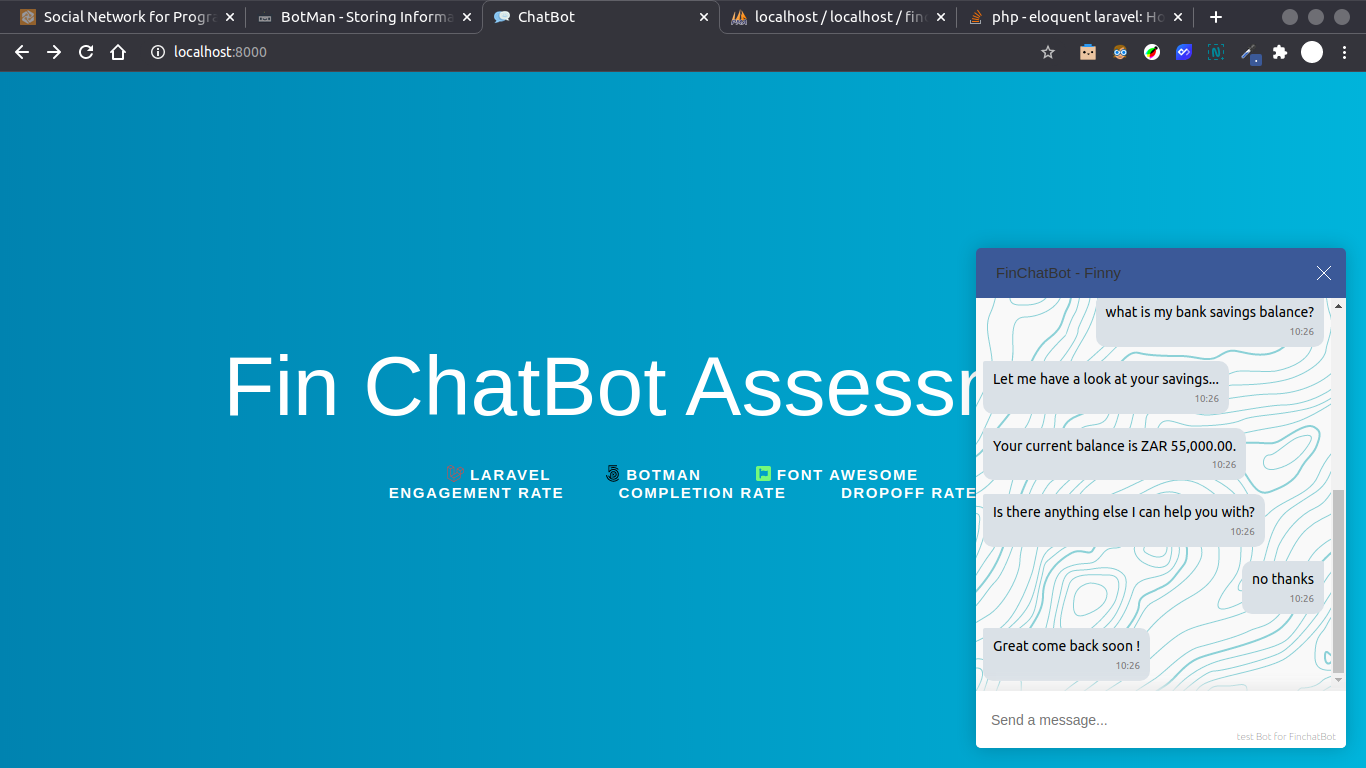 Social Network for Progra
BotMan - Storing Informa
ChatBot
localhost / localhost / fin
php - eloquent laravel: Ho
localhost:8000
Fin ChatBot Assessm
LARAVEL BOTMAN FONT AWESOME
ENGAGEMENT RATE COMPLETION RATE DROPOFF RATE
FinChatBot - Finny
what is my bank savings balance?
10:26
Let me have a look at your savings...
10:26
Your current balance is ZAR 55,000.00.
10:26
Is there anything else I can help you with?
10:26
no thanks
10:26
Great come back soon !
10:26
Send a message...
test Bot for FinchatBot